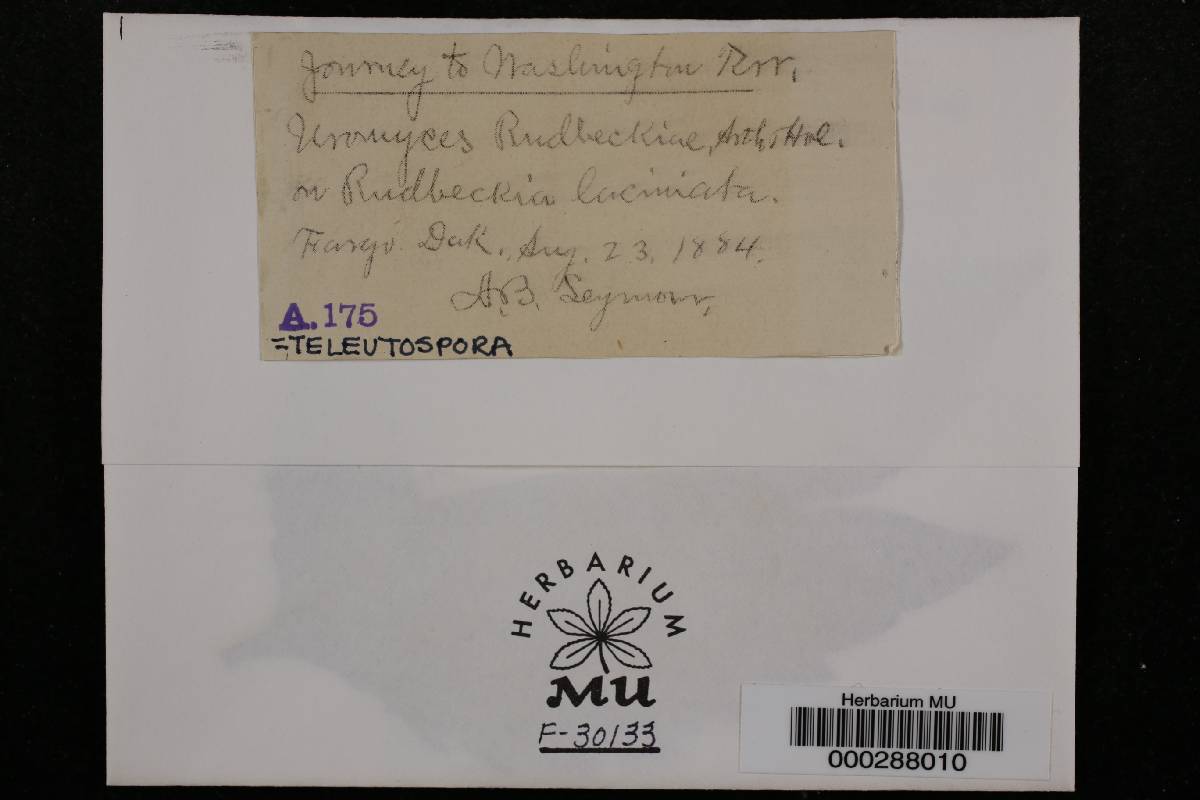 Journey to Washington Terr.
Uromyces Rudbeckiae, Arth. & Hol.
on Rudbeckia laciniata.
Fargo. Dak., Aug. 23, 1884.
A.B. Seymour,
A. 175
=TELEUTOSPORA
HERBARIUM
MU
F-30133
Herbarium MU
000288010